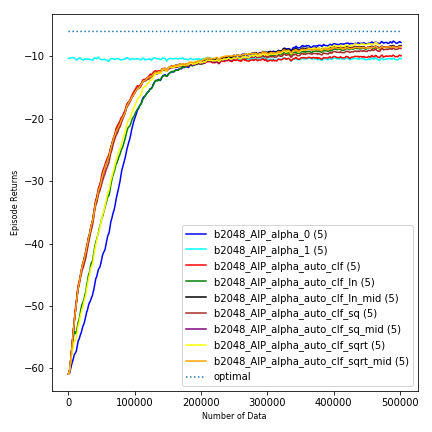 −10
−20
−30
−40
−50
−60
Episode Returns
b2048_AIP_alpha_0 (5)
b2048_AIP_alpha_1 (5)
b2048_AIP_alpha_auto_clf (5)
b2048_AIP_alpha_auto_clf_ln (5)
b2048_AIP_alpha_auto_clf_ln_mid (5)
b2048_AIP_alpha_auto_clf_sq (5)
b2048_AIP_alpha_auto_clf_sq_mid (5)
b2048_AIP_alpha_auto_clf_sqrt (5)
b2048_AIP_alpha_auto_clf_sqrt_mid (5)
optimal
0 100000 200000 300000 400000 500000
Number of Data